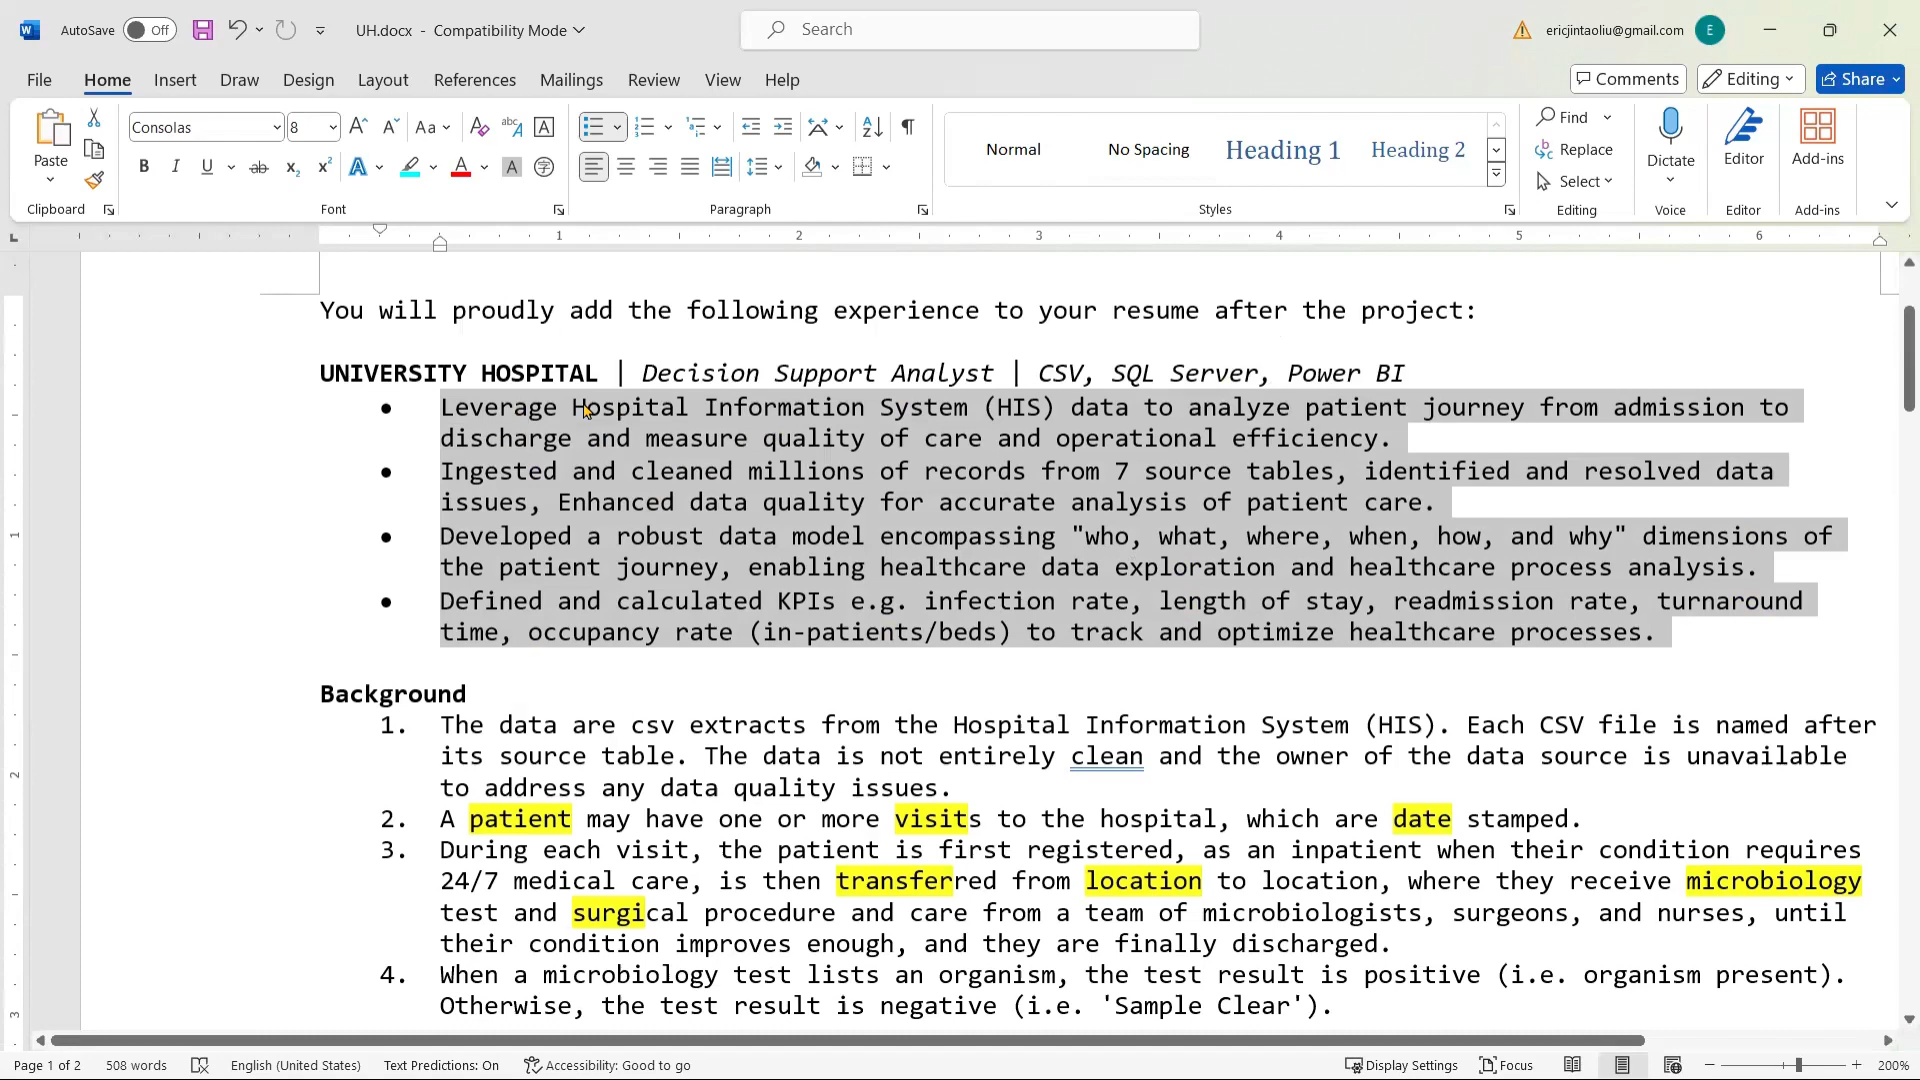 AutoSave Off UH.docx - Compatibility Mode Search ericjintaoliu@gmail.com E
File Home Insert Draw Design Layout References Mailings Review View Help Comments Editing Share
Paste Consolas 8 Aa Normal No Spacing Heading 1 Heading 2 Find Replace Select Dictate Editor Add-ins
Clipboard Font Paragraph Styles Editing Voice Editor Add-ins
1 2 3 4 5 6
You will proudly add the following experience to your resume after the project:
UNIVERSITY HOSPITAL | Decision Support Analyst | CSV, SQL Server, Power BI
● Leverage Hospital Information System (HIS) data to analyze patient journey from admission to
discharge and measure quality of care and operational efficiency.
● Ingested and cleaned millions of records from 7 source tables, identified and resolved data
issues, Enhanced data quality for accurate analysis of patient care.
● Developed a robust data model encompassing "who, what, where, when, how, and why" dimensions of
the patient journey, enabling healthcare data exploration and healthcare process analysis.
● Defined and calculated KPIs e.g. infection rate, length of stay, readmission rate, turnaround
time, occupancy rate (in-patients/beds) to track and optimize healthcare processes.
Background
1. The data are csv extracts from the Hospital Information System (HIS). Each CSV file is named after
its source table. The data is not entirely clean and the owner of the data source is unavailable
to address any data quality issues.
2. A patient may have one or more visits to the hospital, which are date stamped.
3. During each visit, the patient is first registered, as an inpatient when their condition requires
24/7 medical care, is then transferred from location to location, where they receive microbiology
test and surgical procedure and care from a team of microbiologists, surgeons, and nurses, until
their condition improves enough, and they are finally discharged.
4. When a microbiology test lists an organism, the test result is positive (i.e. organism present).
Otherwise, the test result is negative (i.e. 'Sample Clear').
Page 1 of 2 508 words English (United States) Text Predictions: On Accessibility: Good to go Display Settings Focus 200%